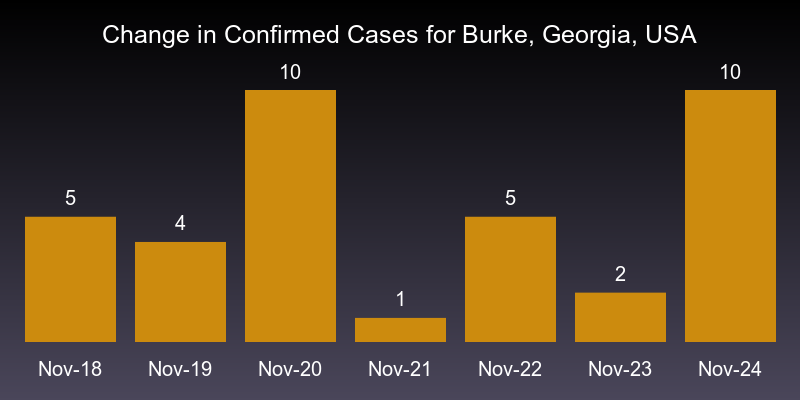 Change in Confirmed Cases for Burke, Georgia, USA
10 10
5 5
4
2
1
Nov-18 Nov-19 Nov-20 Nov-21 Nov-22 Nov-23 Nov-24